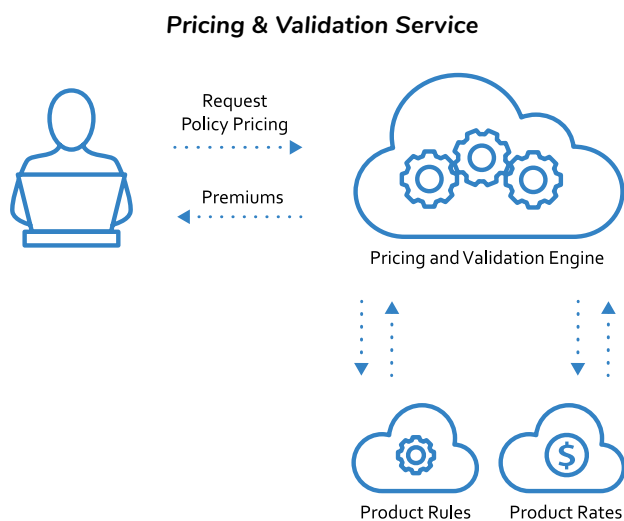 Pricing & Validation Service
Request
Policy Pricing
Premiums
Pricing and Validation Engine
$
Product Rules
Product Rates